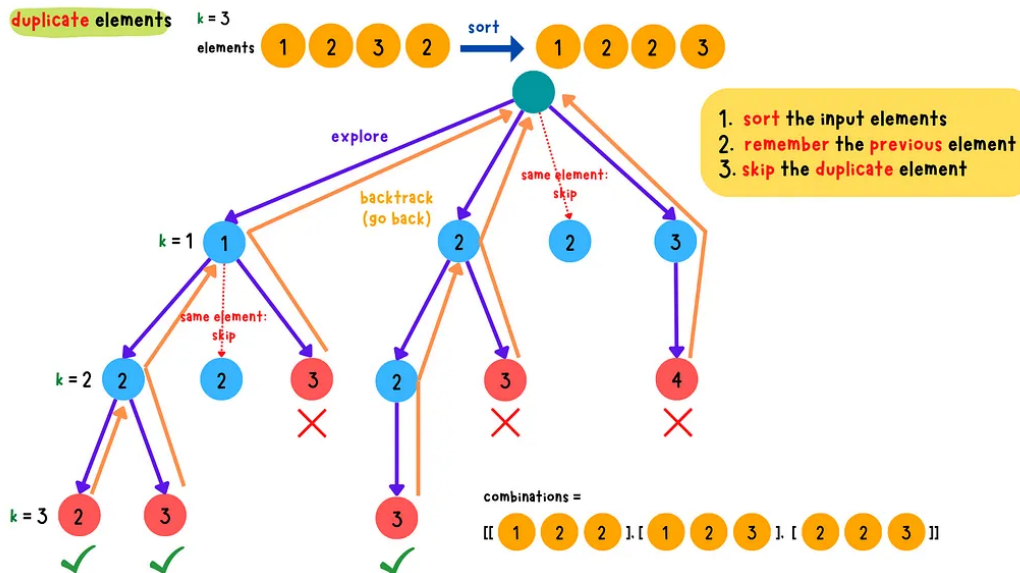 duplicate elements
k = 3
elements 1 2 3 2 sort 1 2 2 3
1. sort the input elements
2. remember the previous element
3. skip the duplicate element
explore
backtrack
(go back)
same element:
skip
k = 1 1 2 2 3
same element:
skip
k = 2 2 2 3 2 3 4
k = 3 2 3 3
combinations =
[[ 1 2 2 ], [ 1 2 3 ], [ 2 2 3 ]]